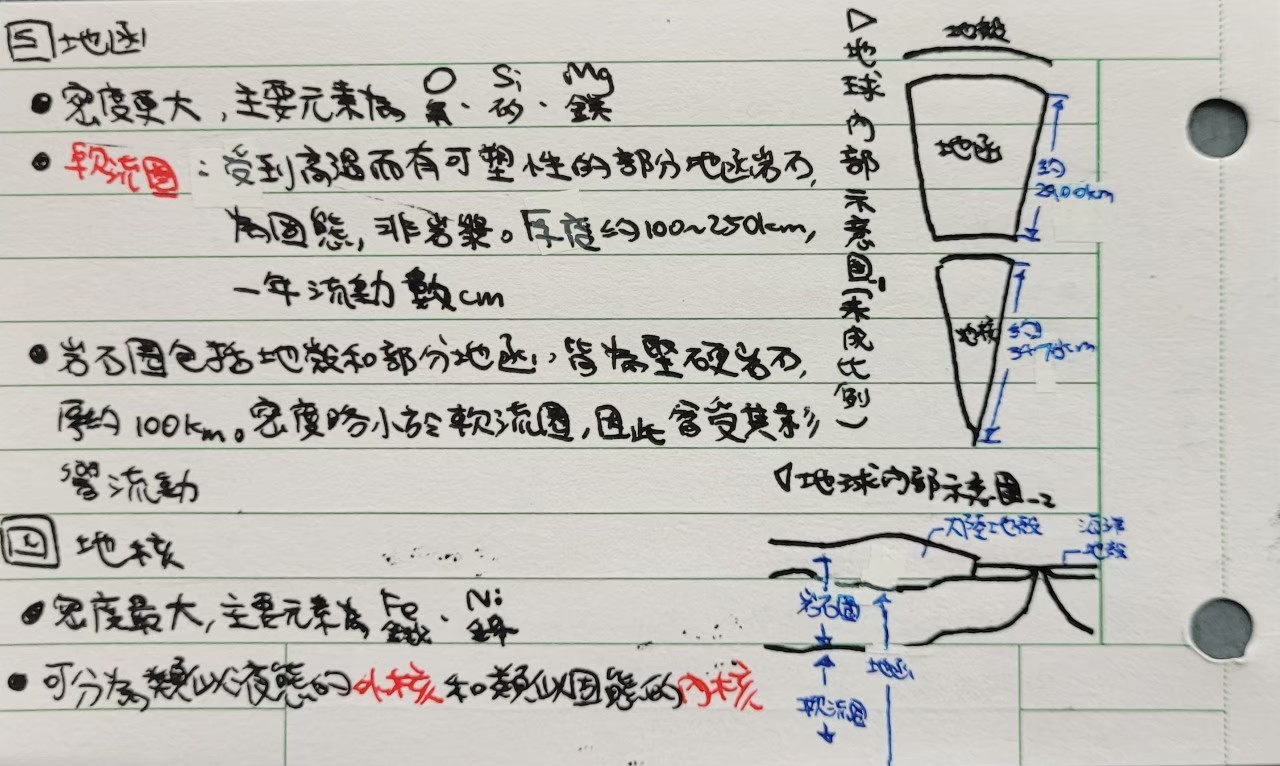 5 地函
O Si Mg
密度更大，主要元素為氧、矽、鎂
軟流圈：受到高溫而有可塑性的部分地函岩石，
為固態，非岩漿。厚度約100~250km，
一年流動數cm
岩石圈包括地殼和部分地函，皆為堅硬岩石，
厚約100km。密度略小於軟流圈，因此會受其影
響流動
地核
Fe Ni
密度最大，主要元素為鐵、鎳
可分為類似液態的外核和類似固態的內核
▷地球內部示意圖1(未成比例)
地殼
地函
約
2900km
地核
約
3470km
◁地球內部示意圖-2
大陸地殼
海洋
地殼
岩石圈
地函
軟流圈